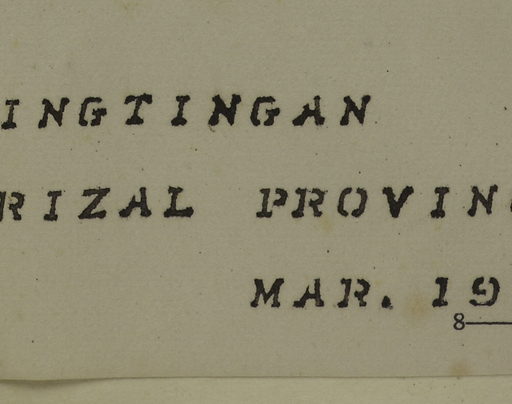 INGTINGAN
RIZAL PROVIN
MAR. 19
8